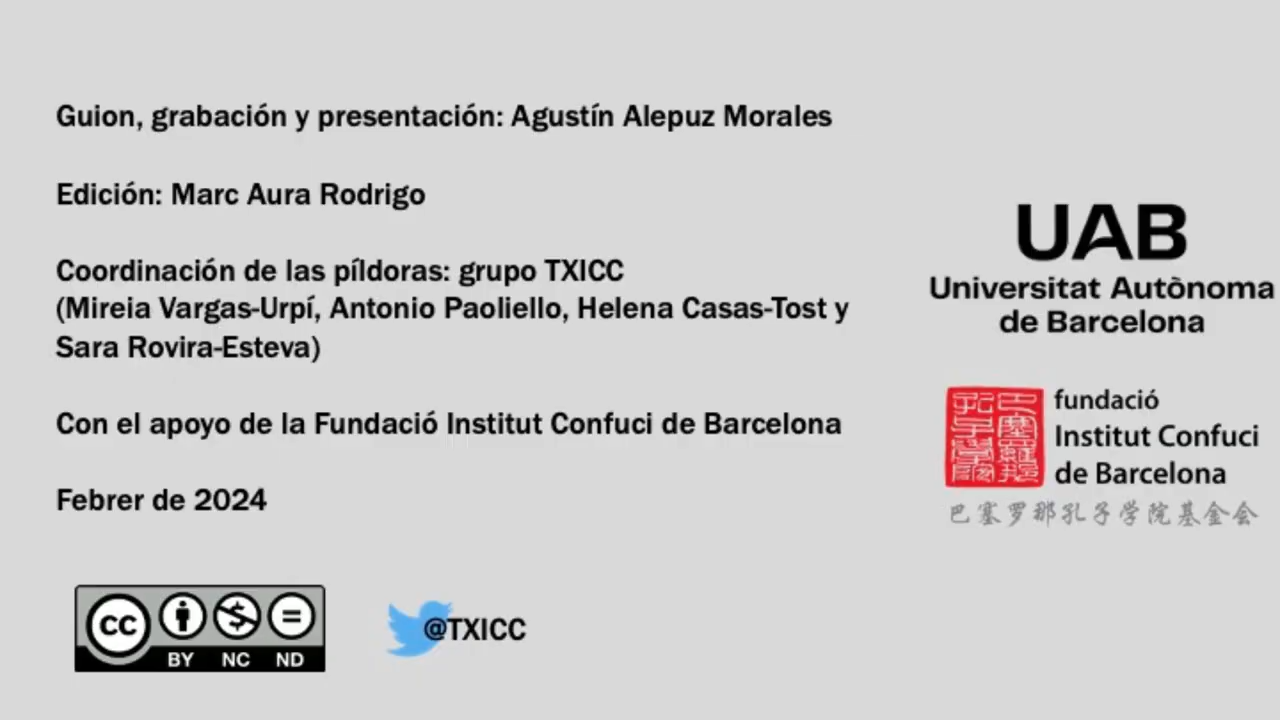 Guion, grabación y presentación: Agustín Alepuz Morales
Edición: Marc Aura Rodrigo
Coordinación de las píldoras: grupo TXICC
(Mireia Vargas-Urpí, Antonio Paoliello, Helena Casas-Tost y
Sara Rovira-Esteva)
Con el apoyo de la Fundació Institut Confuci de Barcelona
Febrer de 2024
UAB
Universitat Autònoma
de Barcelona
fundació
Institut Confuci
de Barcelona
巴塞罗那孔子学院基金会
cc
BY NC ND
@TXICC